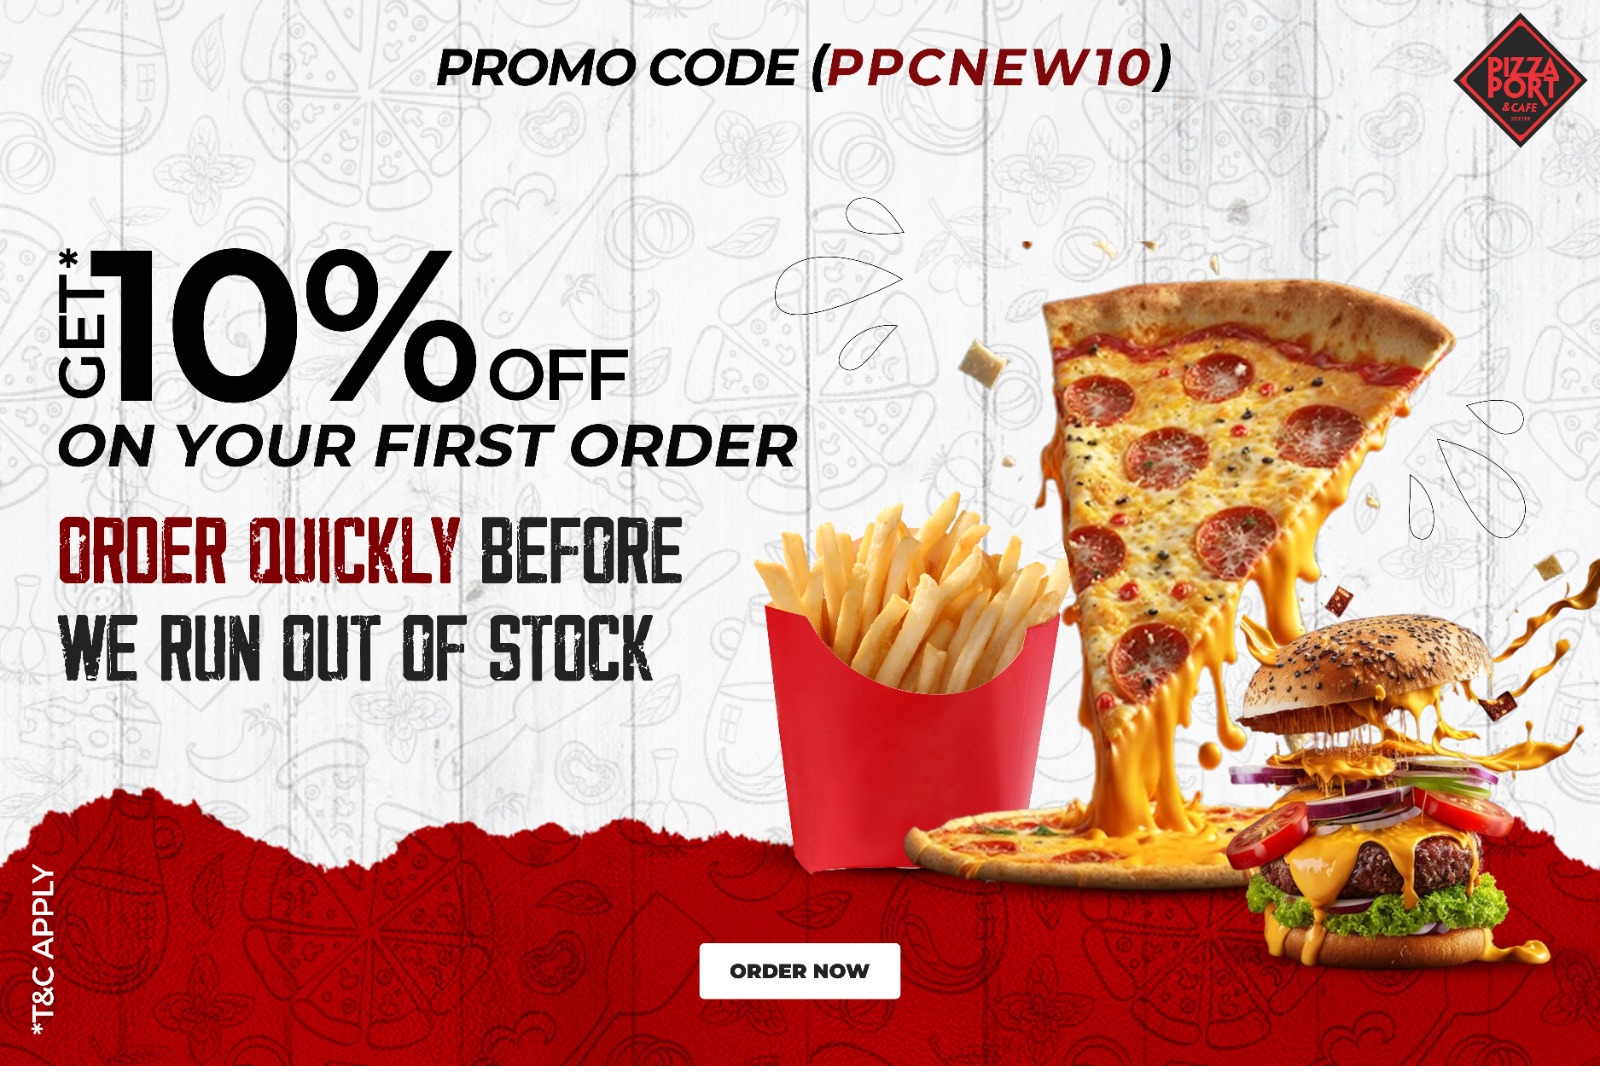 PROMO CODE (PPCNEW10)
PIZZA
PORT
& CAFE
GET*
10% OFF
ON YOUR FIRST ORDER
ORDER QUICKLY BEFORE
WE RUN OUT OF STOCK
*T&C APPLY
ORDER NOW